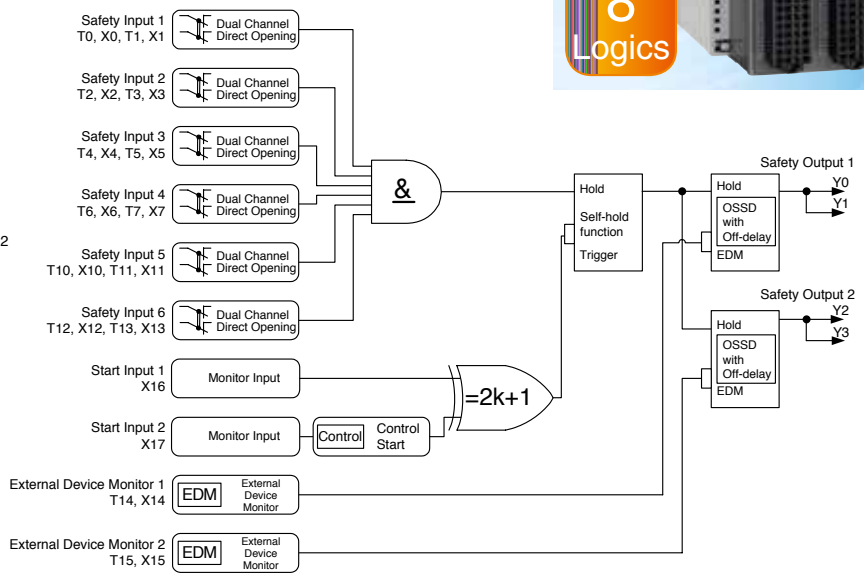 8
Logics
Safety Input 1
T0, X0, T1, X1
Dual Channel
Direct Opening
Safety Input 2
T2, X2, T3, X3
Dual Channel
Direct Opening
Safety Input 3
T4, X4, T5, X5
Dual Channel
Direct Opening
Safety Input 4
T6, X6, T7, X7
Dual Channel
Direct Opening
2
Safety Input 5
T10, X10, T11, X11
Dual Channel
Direct Opening
Safety Input 6
T12, X12, T13, X13
Dual Channel
Direct Opening
Start Input 1
X16
Monitor Input
Start Input 2
X17
Monitor Input
Control
Control
Start
External Device Monitor 1
T14, X14
EDM
External
Device
Monitor
External Device Monitor 2
T15, X15
EDM
External
Device
Monitor
&
=2k+1
Hold
Self-hold
function
Trigger
Safety Output 1
Hold
OSSD
with
Off-delay
EDM
Y0
Y1
Safety Output 2
Hold
OSSD
with
Off-delay
EDM
Y2
Y3